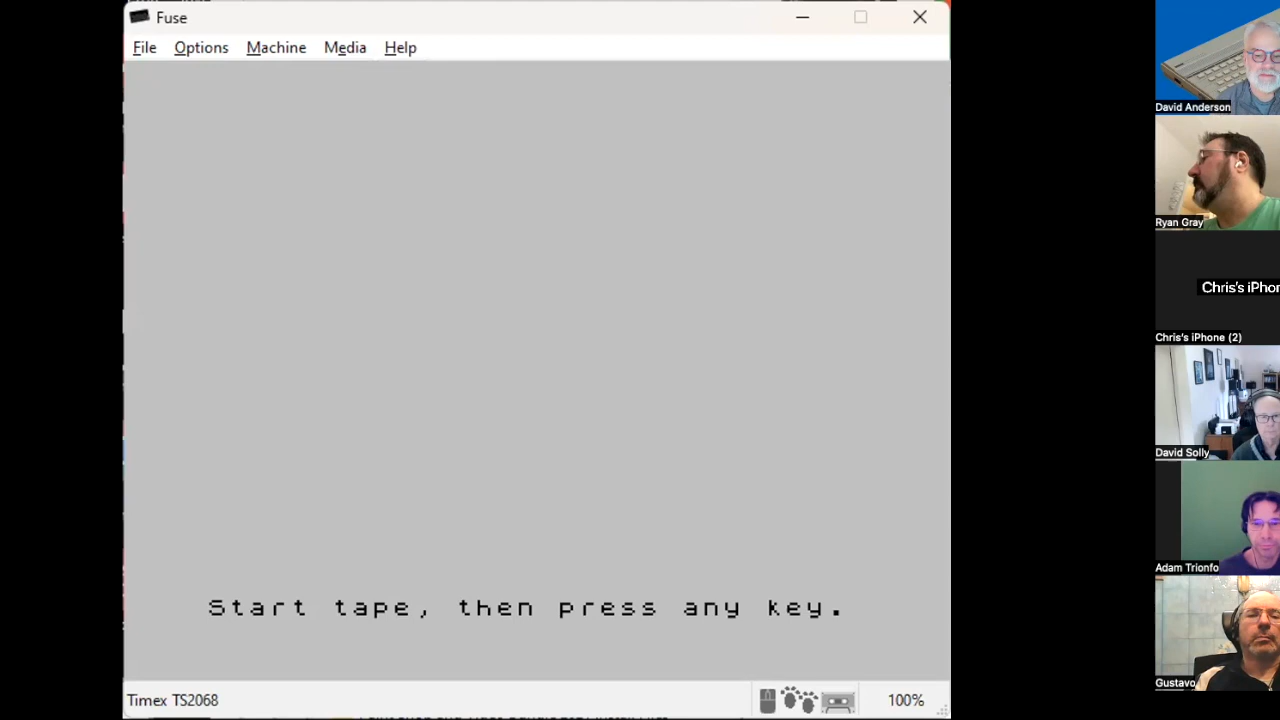 Fuse
File Options Machine Media Help
Start tape, then press any key.
Timex TS2068
100%
David Anderson
Ryan Gray
Chris's iPhon
Chris's iPhone (2)
David Solly
Adam Trionfo
Gustavo